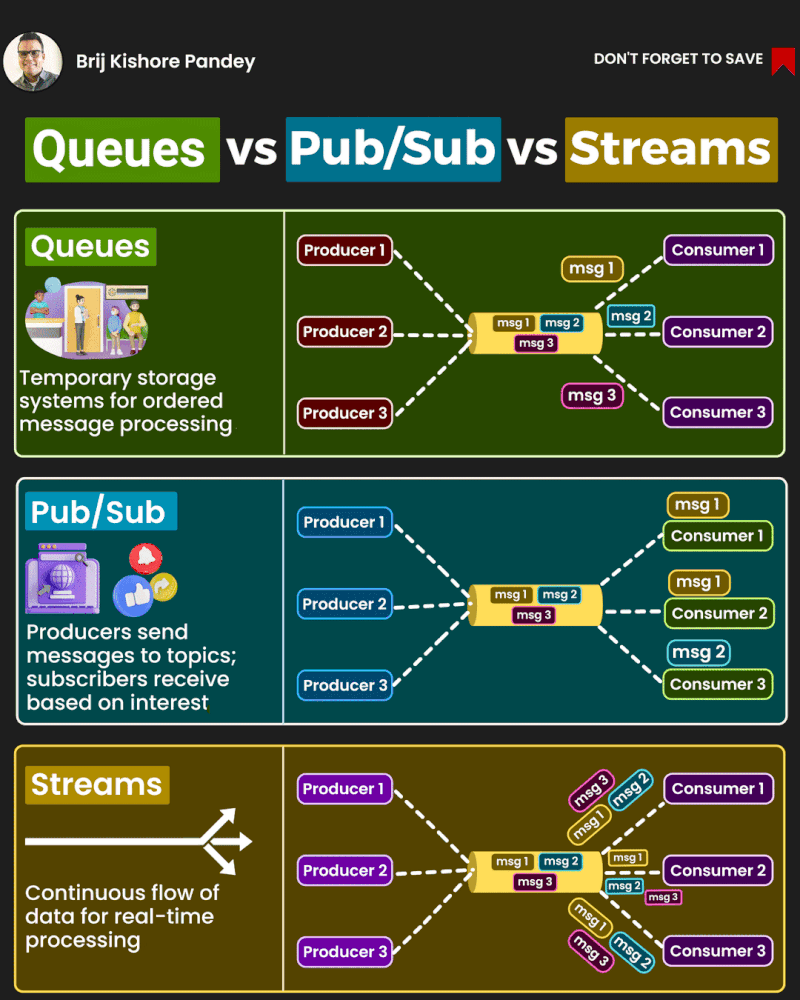 Brij Kishore Pandey
DON'T FORGET TO SAVE
Queues vs Pub/Sub vs Streams
Queues
Temporary storage
systems for ordered
message processing
Producer 1
Producer 2
Producer 3
msg 1
msg 2
msg 3
msg 1
msg 2
msg 3
Consumer 1
Consumer 2
Consumer 3
Pub/Sub
Producers send
messages to topics;
subscribers receive
based on interest
Producer 1
Producer 2
Producer 3
msg 1
msg 2
msg 3
msg 1
Consumer 1
msg 1
Consumer 2
msg 2
Consumer 3
Streams
Continuous flow of
data for real-time
processing
Producer 1
Producer 2
Producer 3
msg 1
msg 2
msg 3
msg 3
msg 2
msg 1
Consumer 1
msg 1
msg 2
msg 3
Consumer 2
msg 1
msg 3
msg 2
Consumer 3